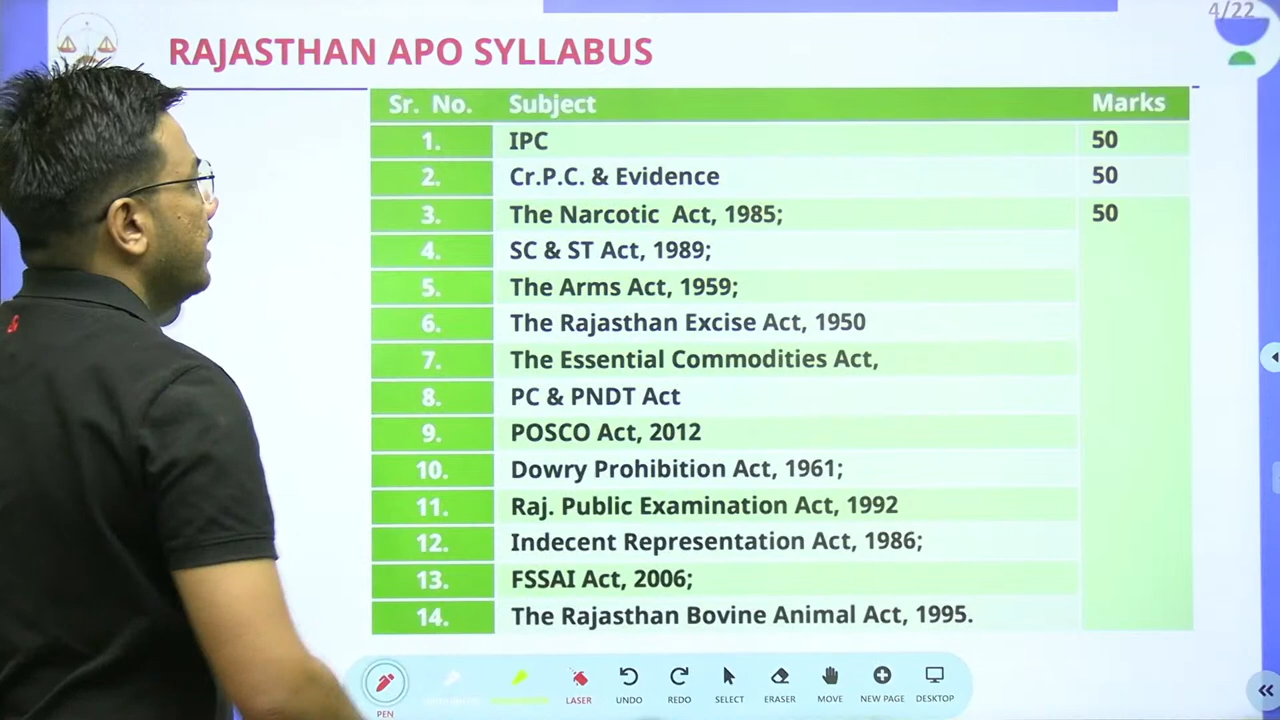 4/22
RAJASTHAN APO SYLLABUS
Sr. No. Subject Marks
1. IPC 50
2. Cr.P.C. & Evidence 50
3. The Narcotic Act, 1985; 50
4. SC & ST Act, 1989;
5. The Arms Act, 1959;
6. The Rajasthan Excise Act, 1950
7. The Essential Commodities Act,
8. PC & PNDT Act
9. POSCO Act, 2012
10. Dowry Prohibition Act, 1961;
11. Raj. Public Examination Act, 1992
12. Indecent Representation Act, 1986;
13. FSSAI Act, 2006;
14. The Rajasthan Bovine Animal Act, 1995.
PEN LASER UNDO REDO SELECT ERASER MOVE NEW PAGE DESKTOP